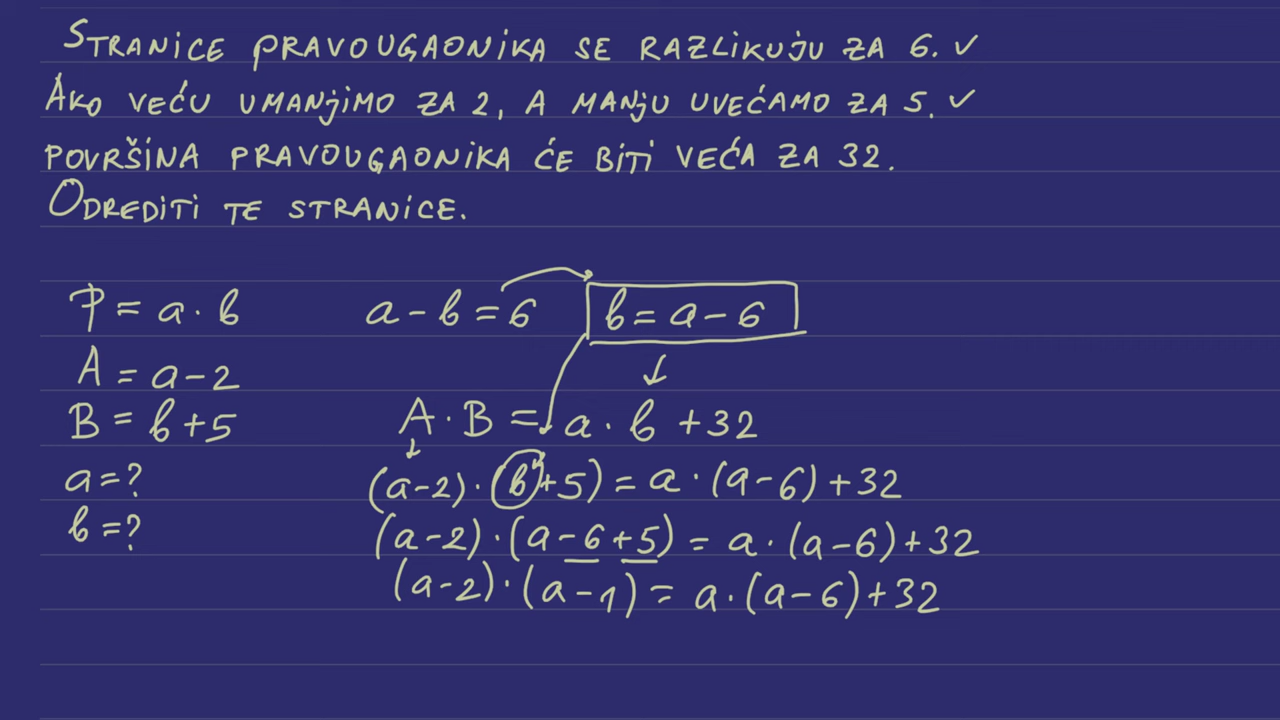 STRANICE PRAVOUGAONIKA SE RAZLIKUJU ZA 6. ✓
AKO VEĆU UMANJIMO ZA 2, A MANJU UVEĆAMO ZA 5. ✓
POVRŠINA PRAVOUGAONIKA ĆE BITI VEĆA ZA 32.
ODREDITI TE STRANICE.
P = a · b
a - b = 6
b = a - 6
A = a - 2
B = b + 5
A · B = a · b + 32
a = ?
(a-2) · (b+5) = a · (a-6) + 32
b = ?
(a-2) · (a-6+5) = a · (a-6) + 32
(a-2) · (a-1) = a · (a-6) + 32